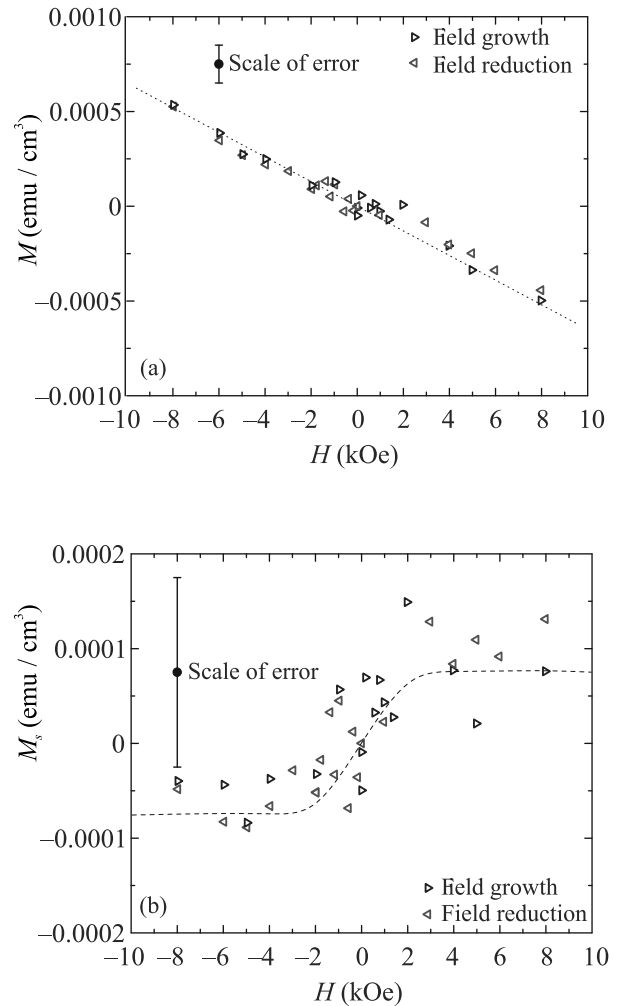 0.0010
Field growth
Field reduction
Scale of error
0.0005
0
−0.0005
−0.0010
M (emu / cm³)
(a)
−10 −8 −6 −4 −2 0 2 4 6 8 10
H (kOe)
0.0002
0.0001
Scale of error
0
−0.0001
−0.0002
Mₛ (emu / cm³)
Field growth
Field reduction
(b)
−10 −8 −6 −4 −2 0 2 4 6 8 10
H (kOe)